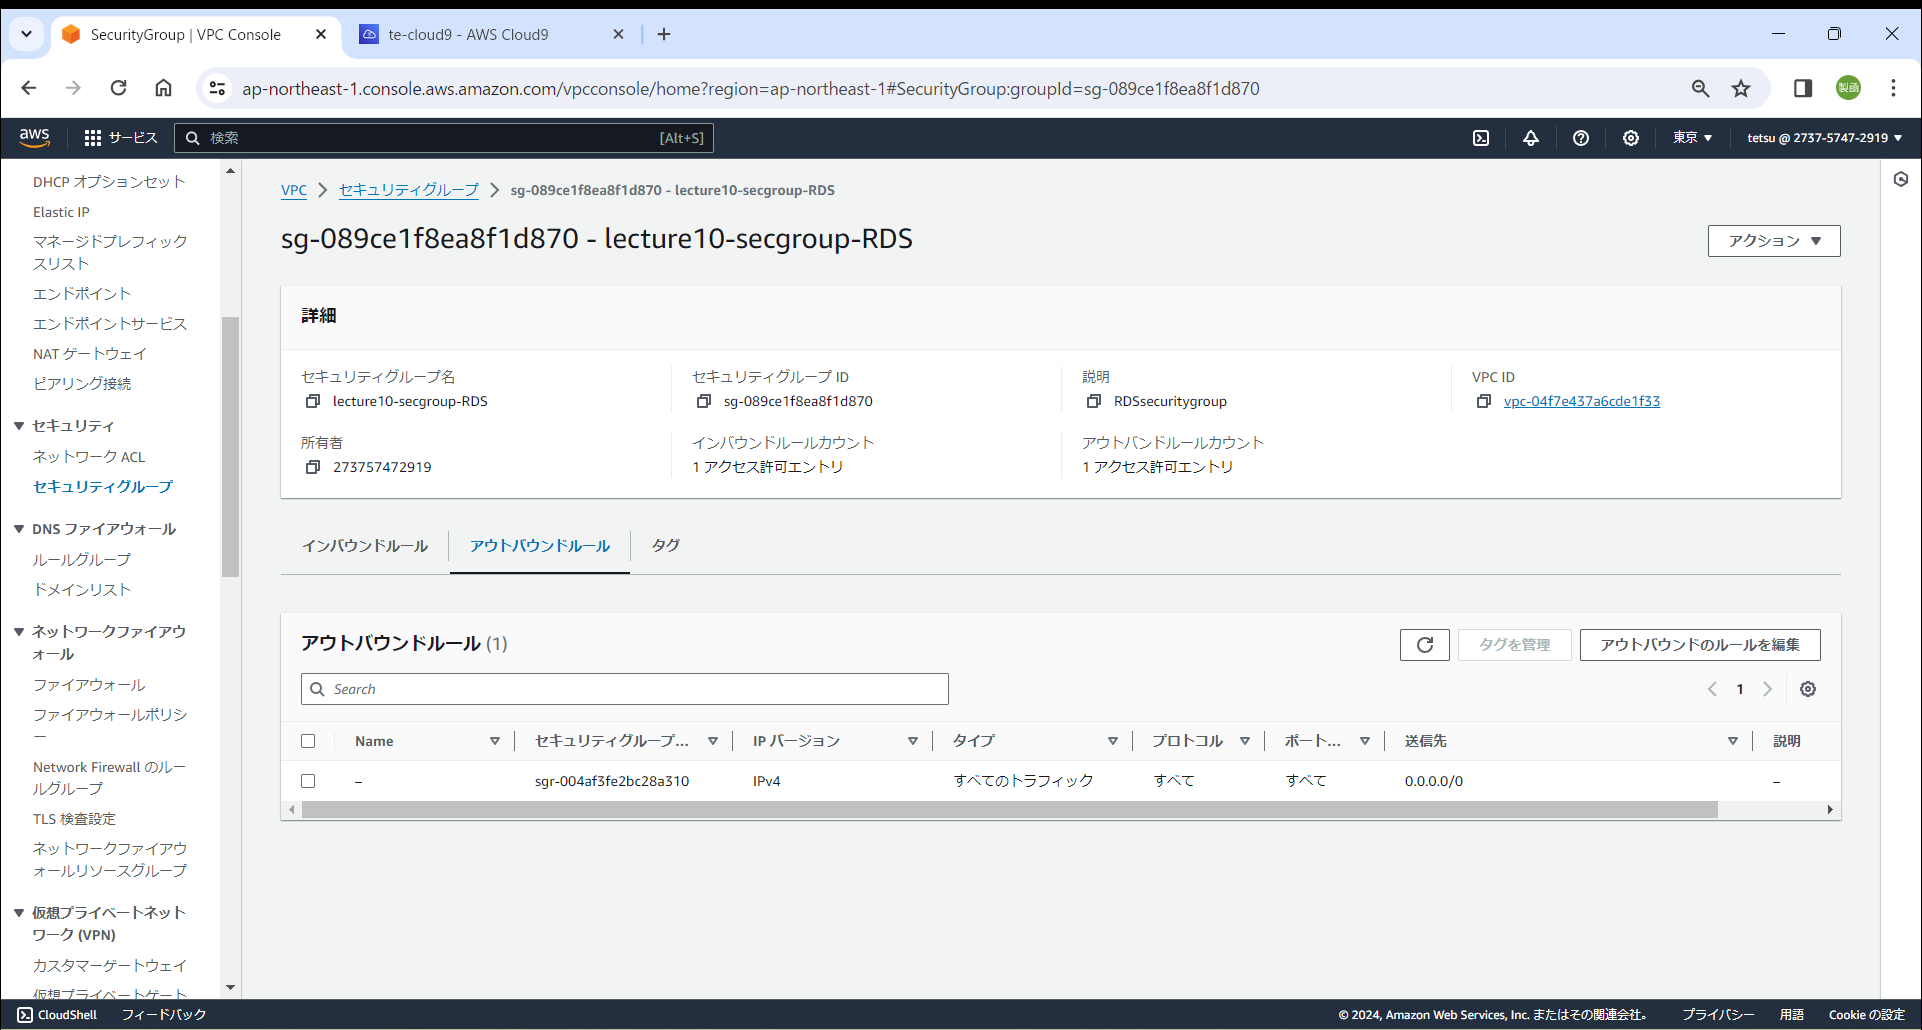 SecurityGroup | VPC Console
te-cloud9 - AWS Cloud9
ap-northeast-1.console.aws.amazon.com/vpcconsole/home?region=ap-northeast-1#SecurityGroup:groupId=sg-089ce1f8ea8f1d870
製函
aws
サービス
検索
[Alt+S]
東京
tetsu @ 2737-5747-2919
DHCP オプションセット
Elastic IP
マネージドプレフィック
スリスト
エンドポイント
エンドポイントサービス
NAT ゲートウェイ
ピアリング接続
セキュリティ
ネットワーク ACL
セキュリティグループ
DNS ファイアウォール
ルールグループ
ドメインリスト
ネットワークファイアウ
ォール
ファイアウォール
ファイアウォールポリシ
ー
Network Firewall のルー
ルグループ
TLS 検査設定
ネットワークファイアウ
ォールリソースグループ
仮想プライベートネット
ワーク (VPN)
カスタマーゲートウェイ
仮想プライベートゲート
VPC
セキュリティグループ
sg-089ce1f8ea8f1d870 - lecture10-secgroup-RDS
sg-089ce1f8ea8f1d870 - lecture10-secgroup-RDS
アクション
詳細
セキュリティグループ名
lecture10-secgroup-RDS
セキュリティグループ ID
sg-089ce1f8ea8f1d870
説明
RDSsecuritygroup
VPC ID
vpc-04f7e437a6cde1f33
所有者
273757472919
インバウンドルールカウント
1 アクセス許可エントリ
アウトバンドルールカウント
1 アクセス許可エントリ
インバウンドルール
アウトバウンドルール
タグ
アウトバウンドルール (1)
タグを管理
アウトバウンドのルールを編集
Search
1
Name セキュリティグループ... IP バージョン タイプ プロトコル ポート... 送信先 説明
– sgr-004af3fe2bc28a310 IPv4 すべてのトラフィック すべて すべて 0.0.0.0/0 –
CloudShell
フィードバック
© 2024, Amazon Web Services, Inc. またはその関連会社。
プライバシー
用語
Cookie の設定